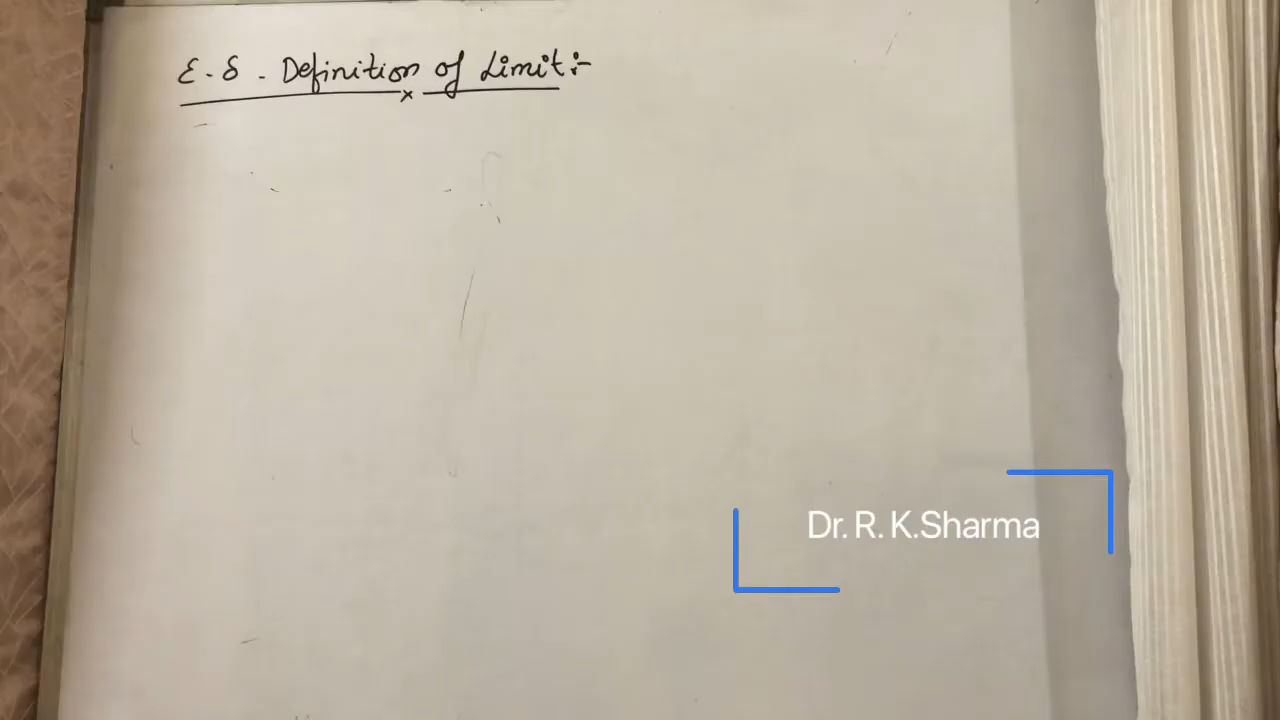 ε-δ - Definition of Limit:-
Dr. R. K.Sharma